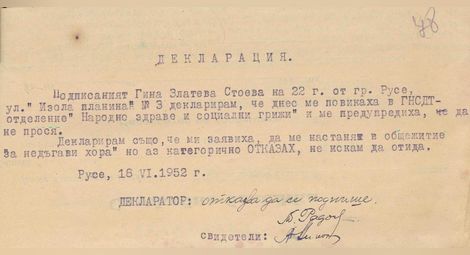 48
ДЕКЛАРАЦИЯ.
Подписаният Гина Златева Стоева на 22 г. от гр. Русе,
ул." Изола планина" № 3 декларирам, че днес ме повикаха в ГНСДТ-
отделение" Народно здраве и социални грижи" и ме предупредиха, ча да
не прося.
Декларирам също, че ми заявиха, да ме настанят в общежитие
"за недъгави хора" но аз категорично ОТКАЗАХ, не искам да отида.
Русе, 16 VI.1952 г.
ДЕКЛАРАТОР: отказва да се подпише.
свидетели: